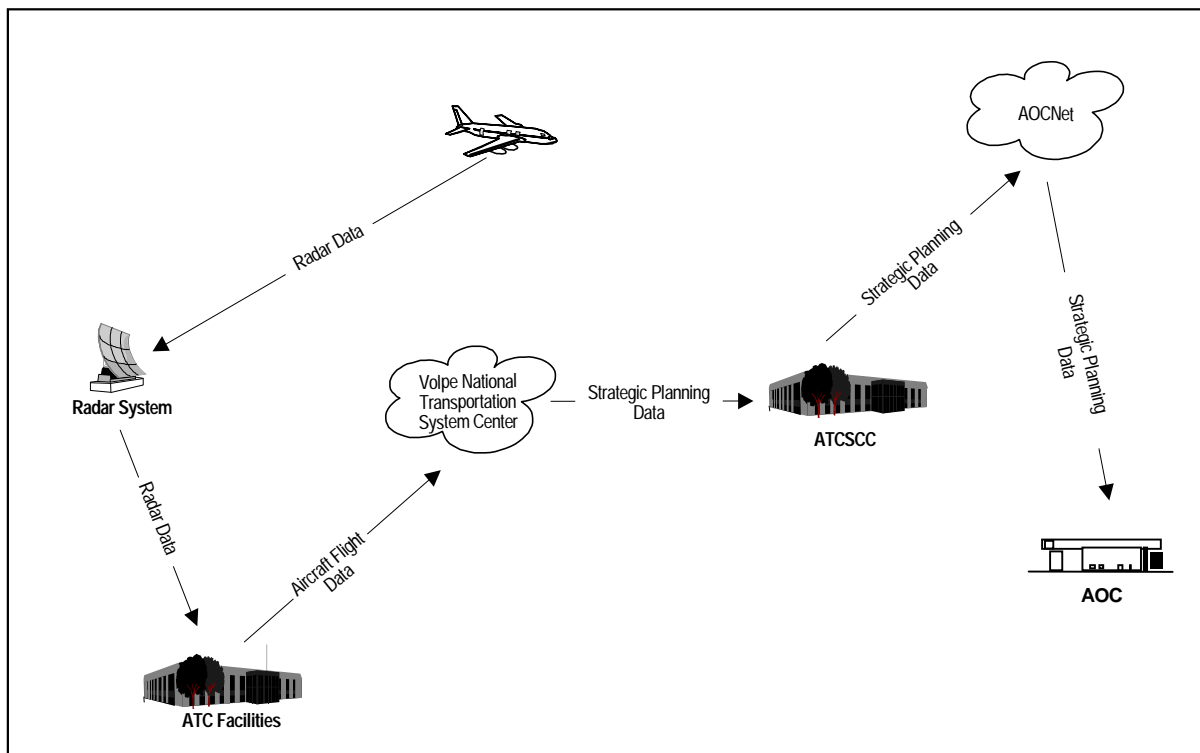 AOCNet
Radar Data
Strategic Planning
Data
Strategic Planning
Data
Radar System
Volpe National
Transportation
System Center
Strategic Planning
Data
ATCSCC
Radar Data
Aircraft Flight
Data
AOC
ATC Facilities